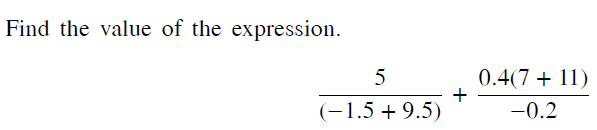 Find the value of the expression.
5/(−1.5 + 9.5) + 0.4(7 + 11)/−0.2